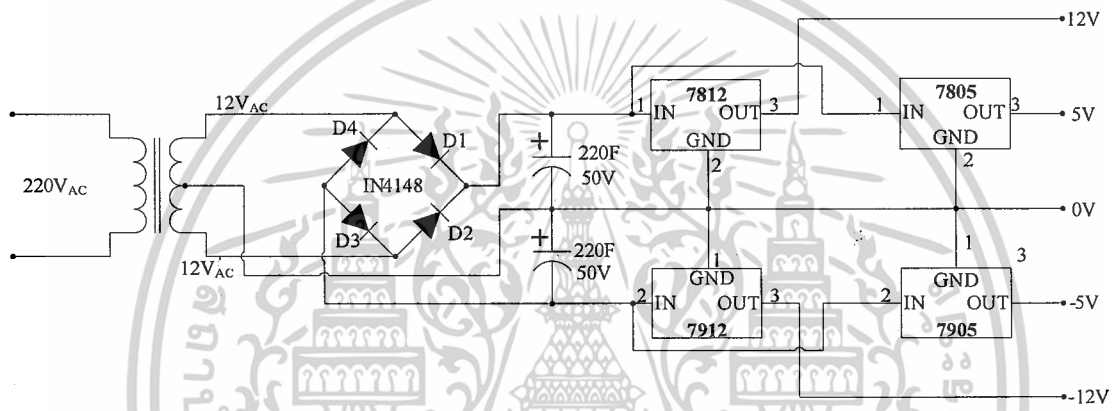 12V
12V_AC
7812
7805
D4
D1
1 IN OUT 3
1 IN OUT 3
5V
+
220F
50V
GND
GND
2
2
220V_AC
IN4148
0V
D3
D2
+
220F
50V
1
1
3
12V_AC
GND
GND
2 IN OUT 3
2 IN OUT
-5V
7912
7905
-12V